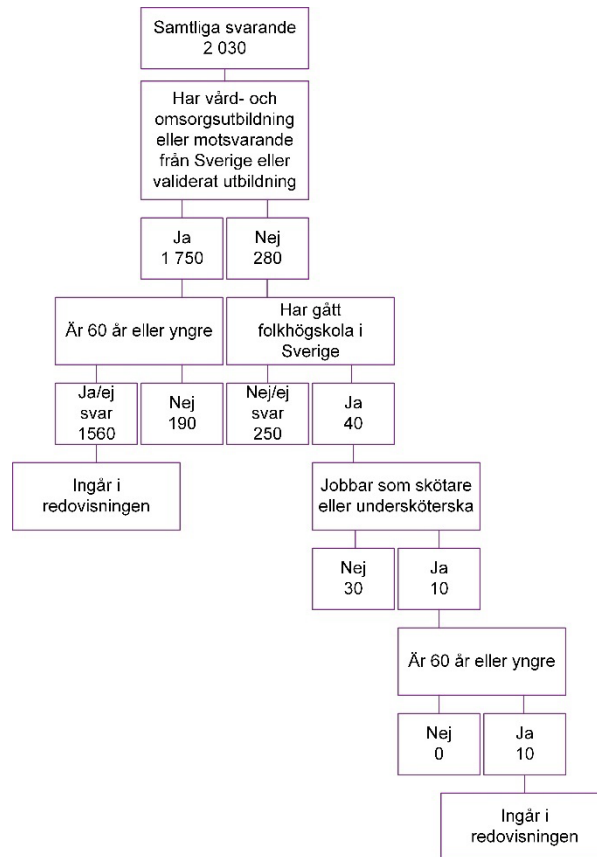 Samtliga svarande
2 030
Har vård- och
omsorgsutbildning
eller motsvarande
från Sverige eller
validerat utbildning
Ja
1 750
Nej
280
Är 60 år eller yngre
Har gått
folkhögskola i
Sverige
Ja/ej
svar
1560
Nej
190
Nej/ej
svar
250
Ja
40
Ingår i
redovisningen
Jobbar som skötare
eller undersköterska
Nej
30
Ja
10
Är 60 år eller yngre
Nej
0
Ja
10
Ingår i
redovisningen